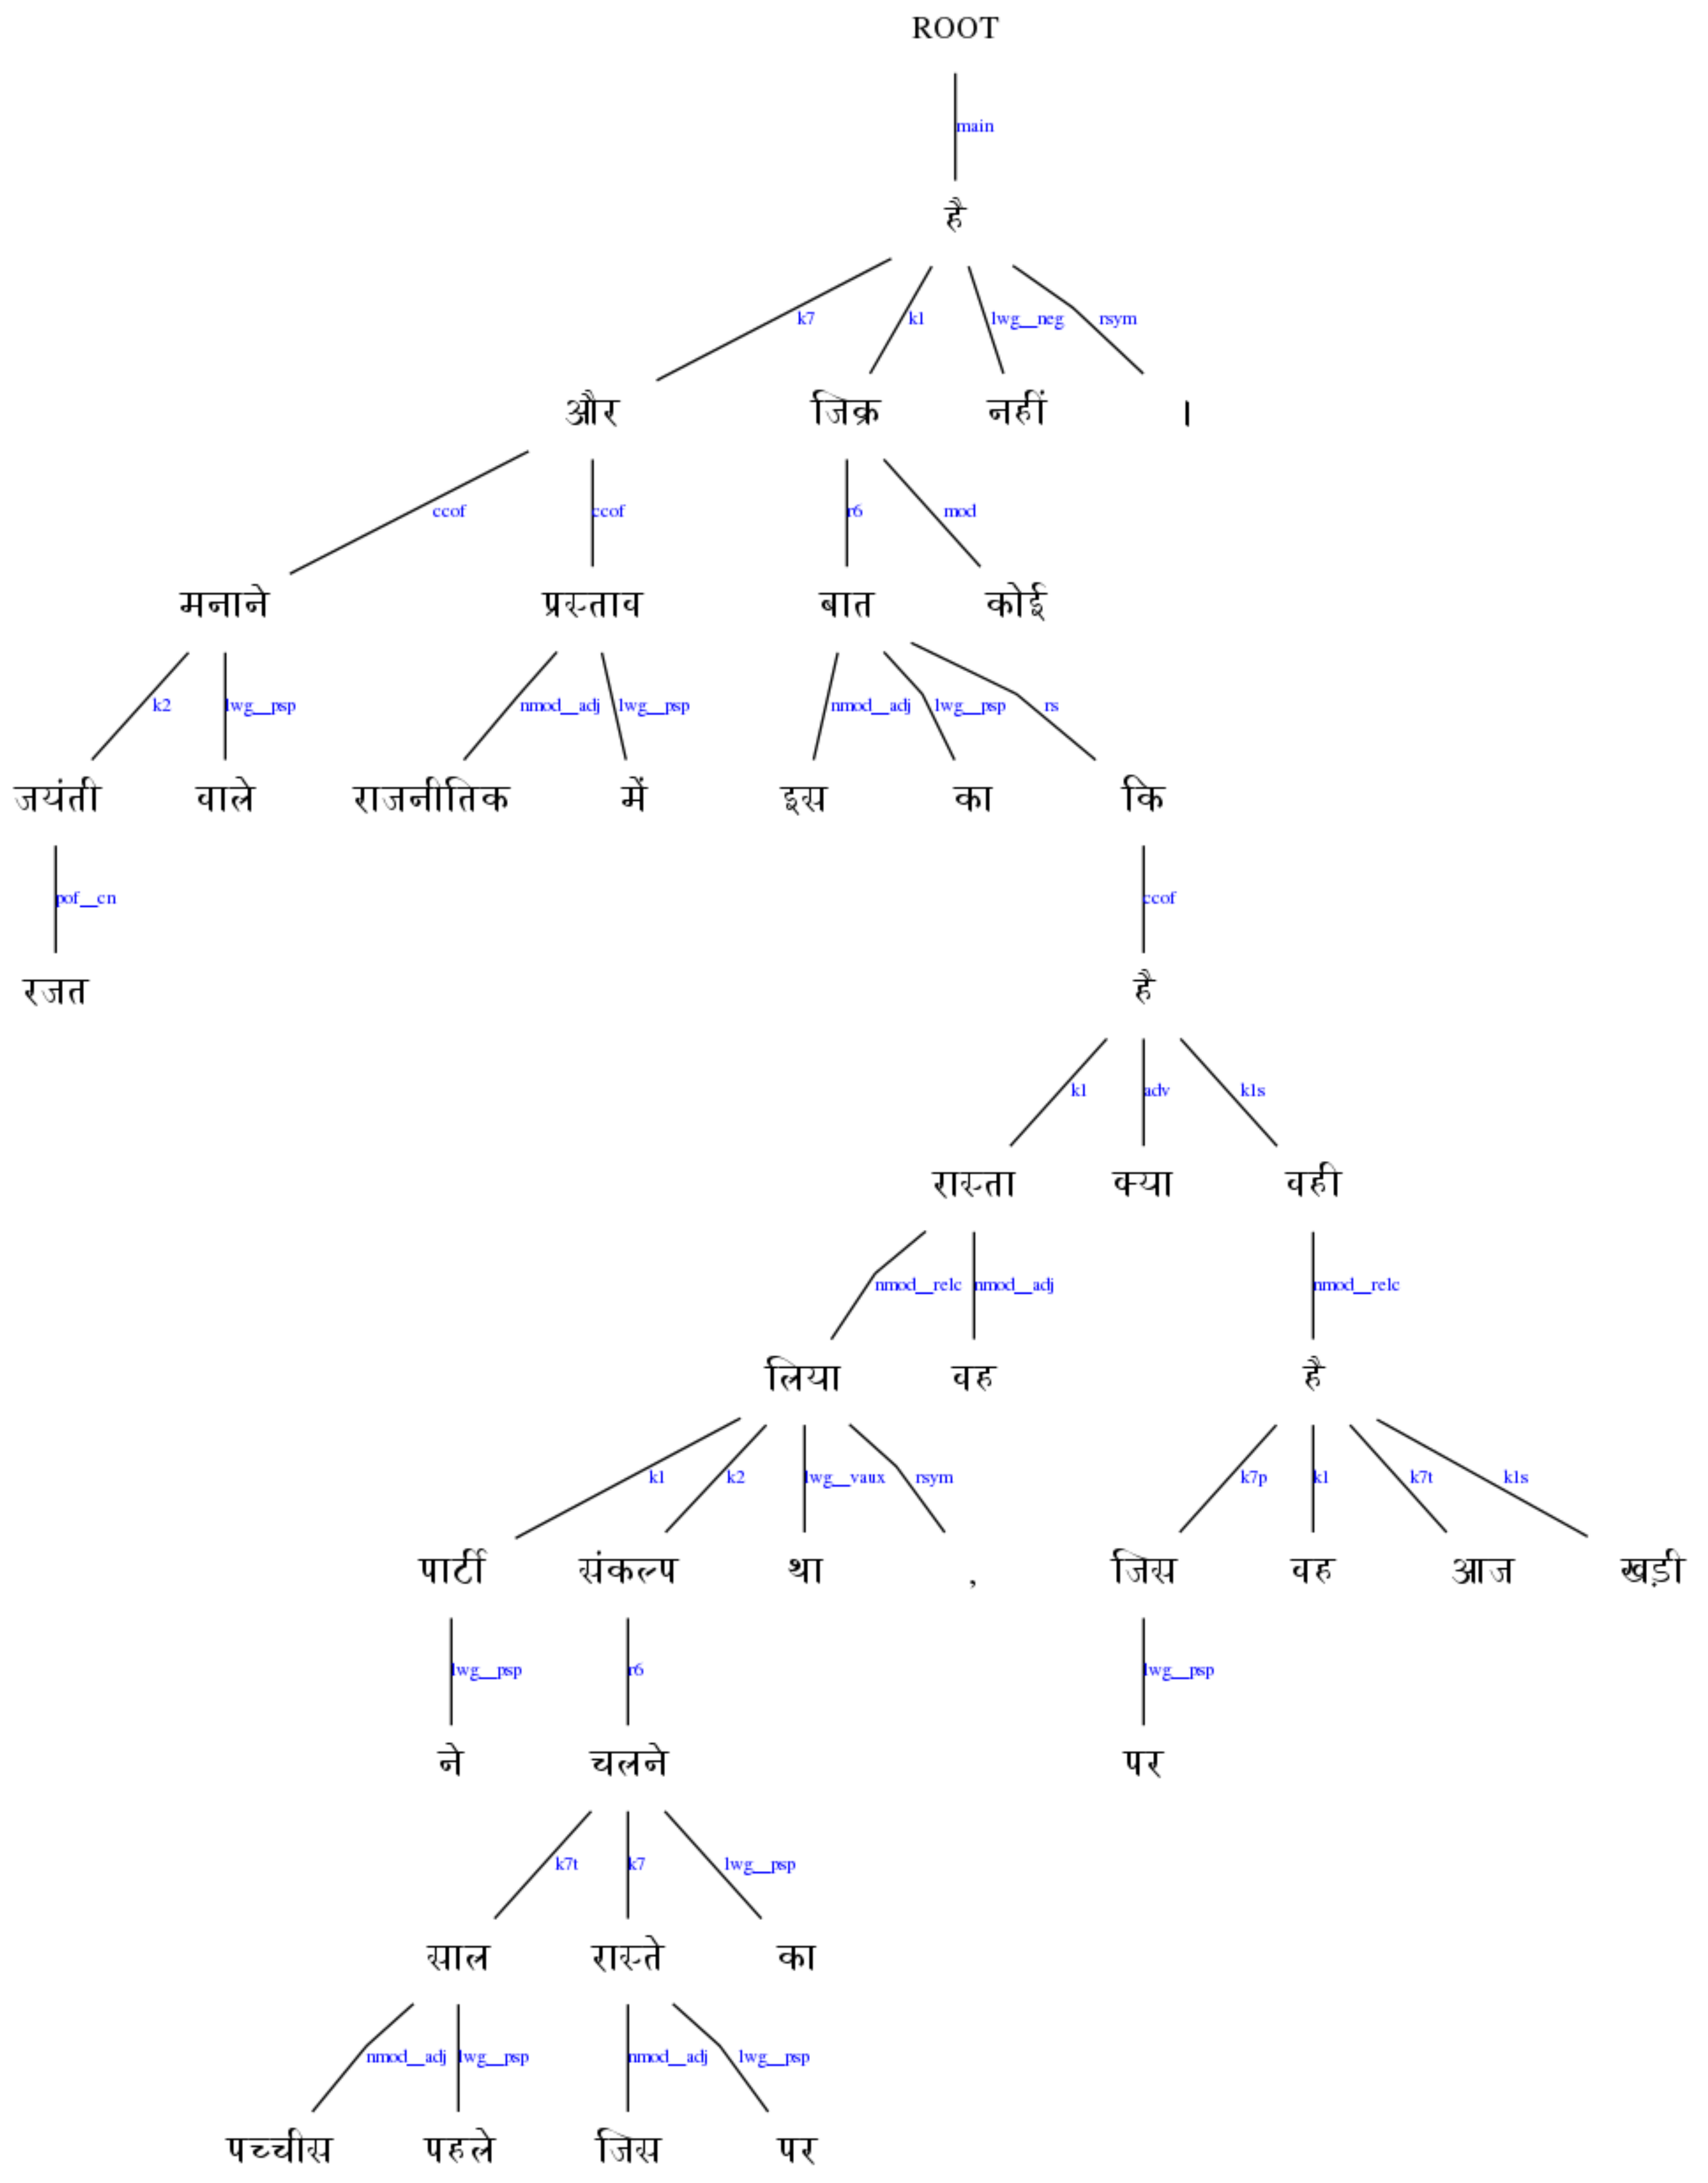 ROOT
main
है
k7 k1 lwg__neg rsym
और जिक्र नहीं ।
ccof ccof r6 mod
मनाने प्रस्ताव बात कोई
k2 lwg__psp nmod__adj lwg__psp nmod__adj lwg__psp rs
जयंती वाले राजनीतिक में इस का कि
pof__cn ccof
रजत है
k1 adv k1s
रास्ता क्या वही
nmod__relc nmod__adj nmod__relc
लिया वह है
k1 k2 lwg__vaux rsym k7p k1 k7t k1s
पार्टी संकल्प था , जिस वह आज खड़ी
lwg__psp r6 lwg__psp
ने चलने पर
k7t k7 lwg__psp
साल रास्ते का
nmod__adj lwg__psp nmod__adj lwg__psp
पच्चीस पहले जिस पर